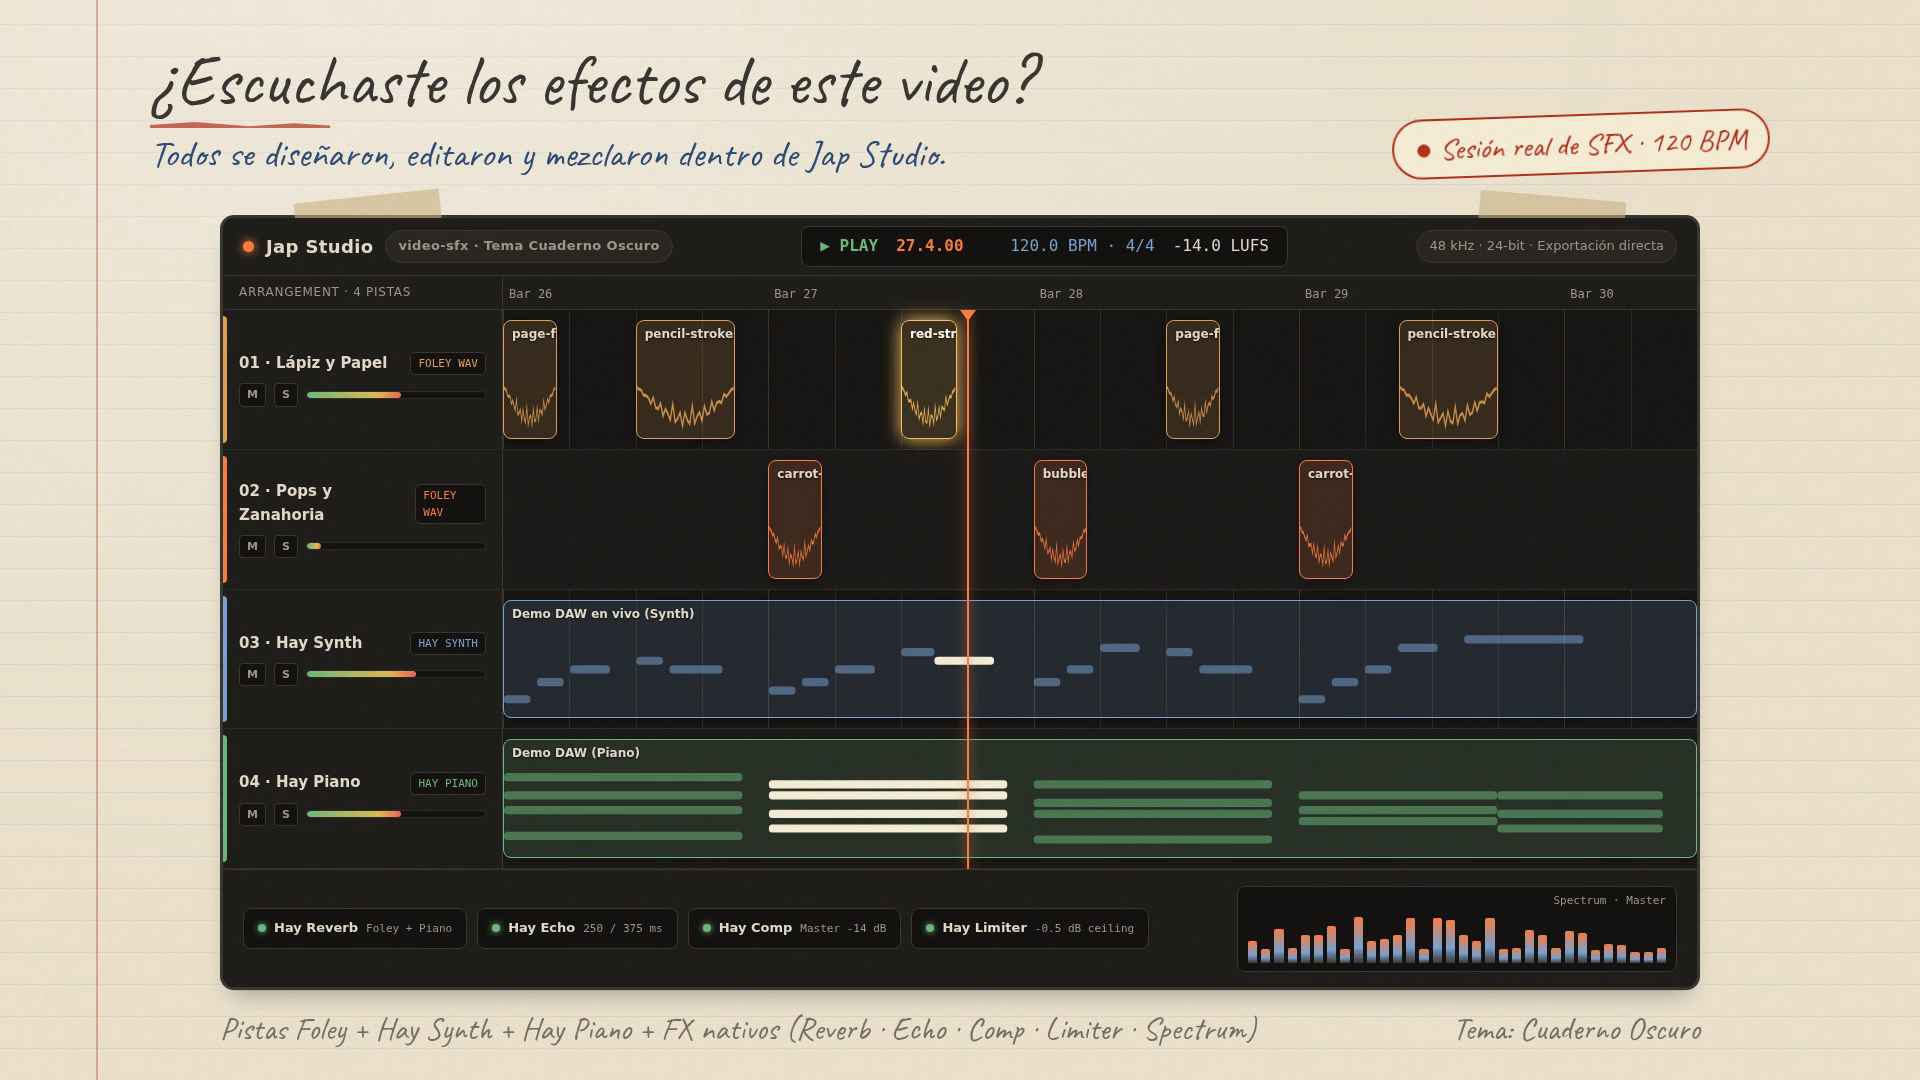 ¿Escuchaste los efectos de este video?
Todos se diseñaron, editaron y mezclaron dentro de Jap Studio.
Sesión real de SFX · 120 BPM
Jap Studio
video-sfx · Tema Cuaderno Oscuro
▶ PLAY 27.4.00 120.0 BPM · 4/4 -14.0 LUFS
48 kHz · 24-bit · Exportación directa
ARRANGEMENT · 4 PISTAS
Bar 26 Bar 27 Bar 28 Bar 29 Bar 30
01 · Lápiz y Papel
FOLEY WAV
M S
page-f pencil-stroke red-str page-f pencil-stroke
02 · Pops y
Zanahoria
FOLEY
WAV
M S
carrot- bubble carrot-
03 · Hay Synth
HAY SYNTH
M S
Demo DAW en vivo (Synth)
04 · Hay Piano
HAY PIANO
M S
Demo DAW (Piano)
Hay Reverb Foley + Piano
Hay Echo 250 / 375 ms
Hay Comp Master -14 dB
Hay Limiter -0.5 dB ceiling
Spectrum · Master
Pistas Foley + Hay Synth + Hay Piano + FX nativos (Reverb · Echo · Comp · Limiter · Spectrum)
Tema: Cuaderno Oscuro